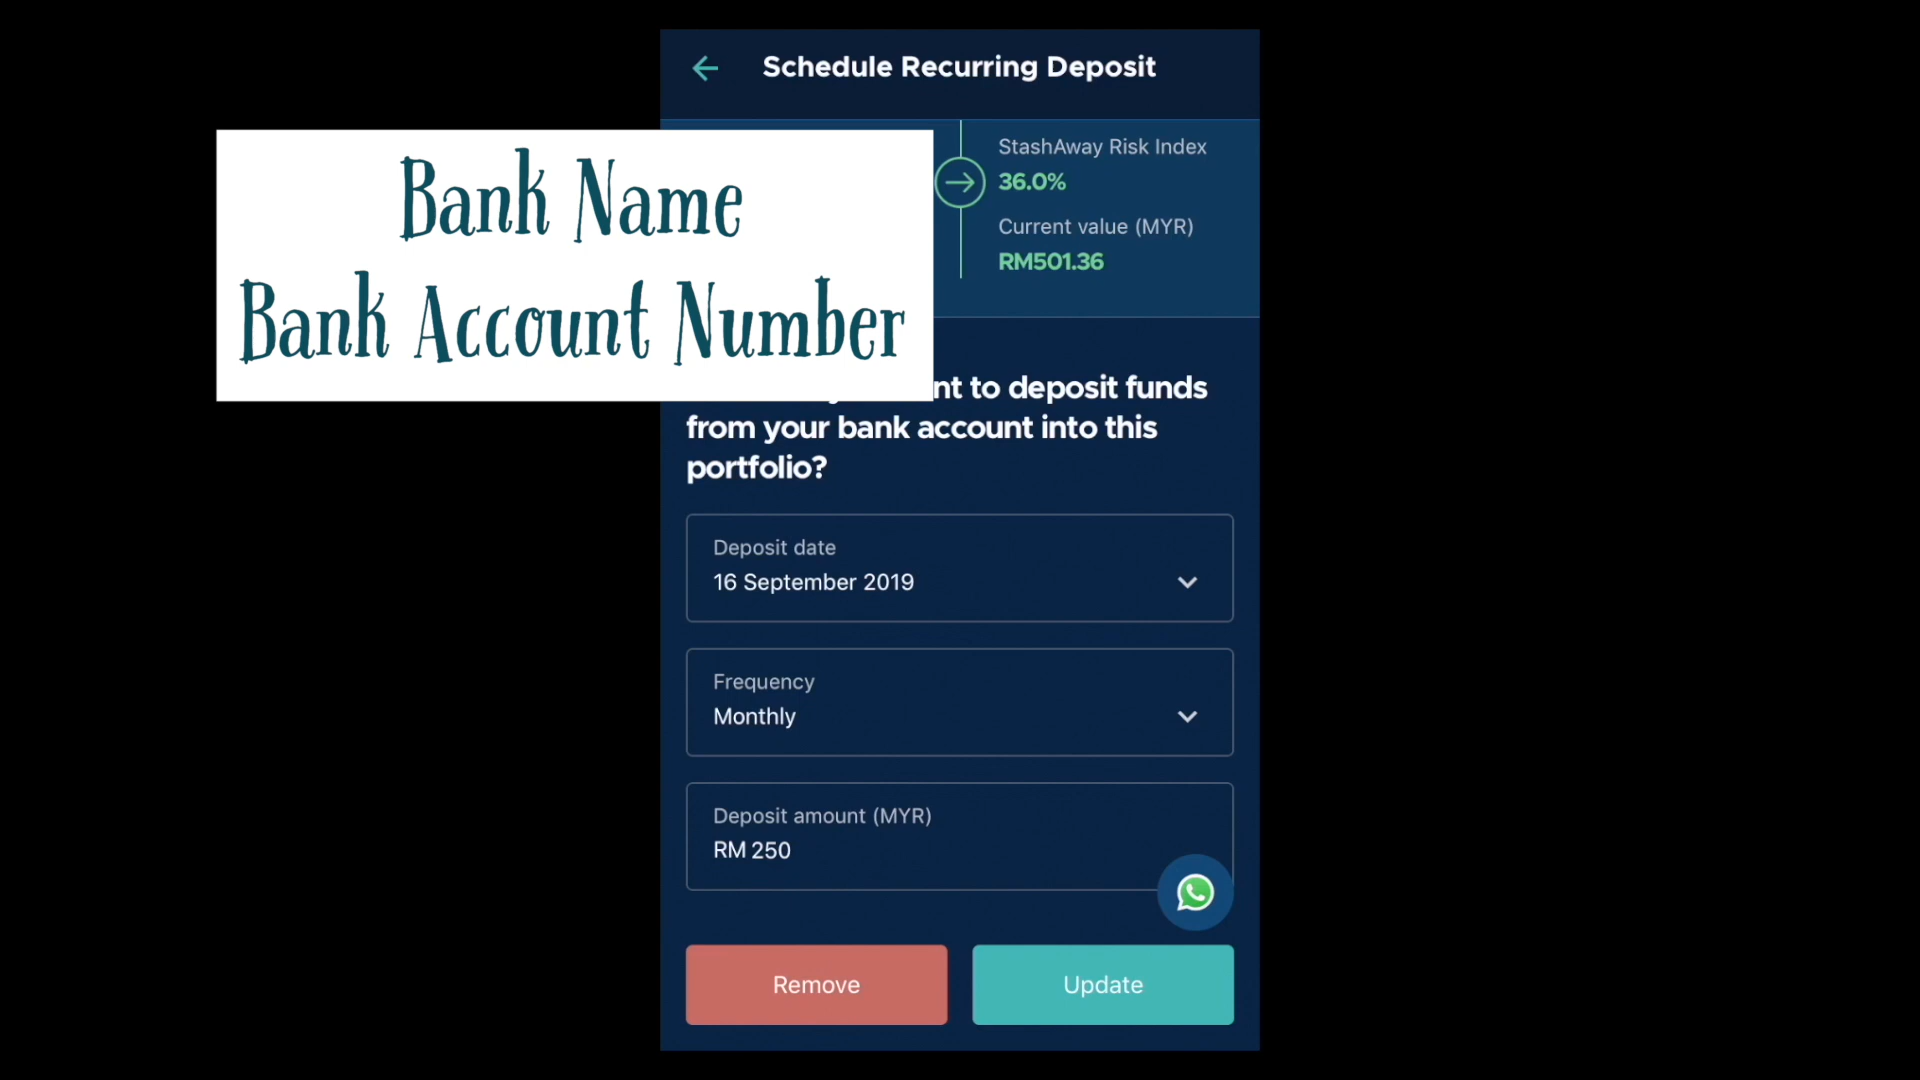 Schedule Recurring Deposit
Bank Name
Bank Account Number
StashAway Risk Index
36.0%
Current value (MYR)
RM501.36
to deposit funds
from your bank account into this
portfolio?
Deposit date
16 September 2019
Frequency
Monthly
Deposit amount (MYR)
RM 250
Remove
Update